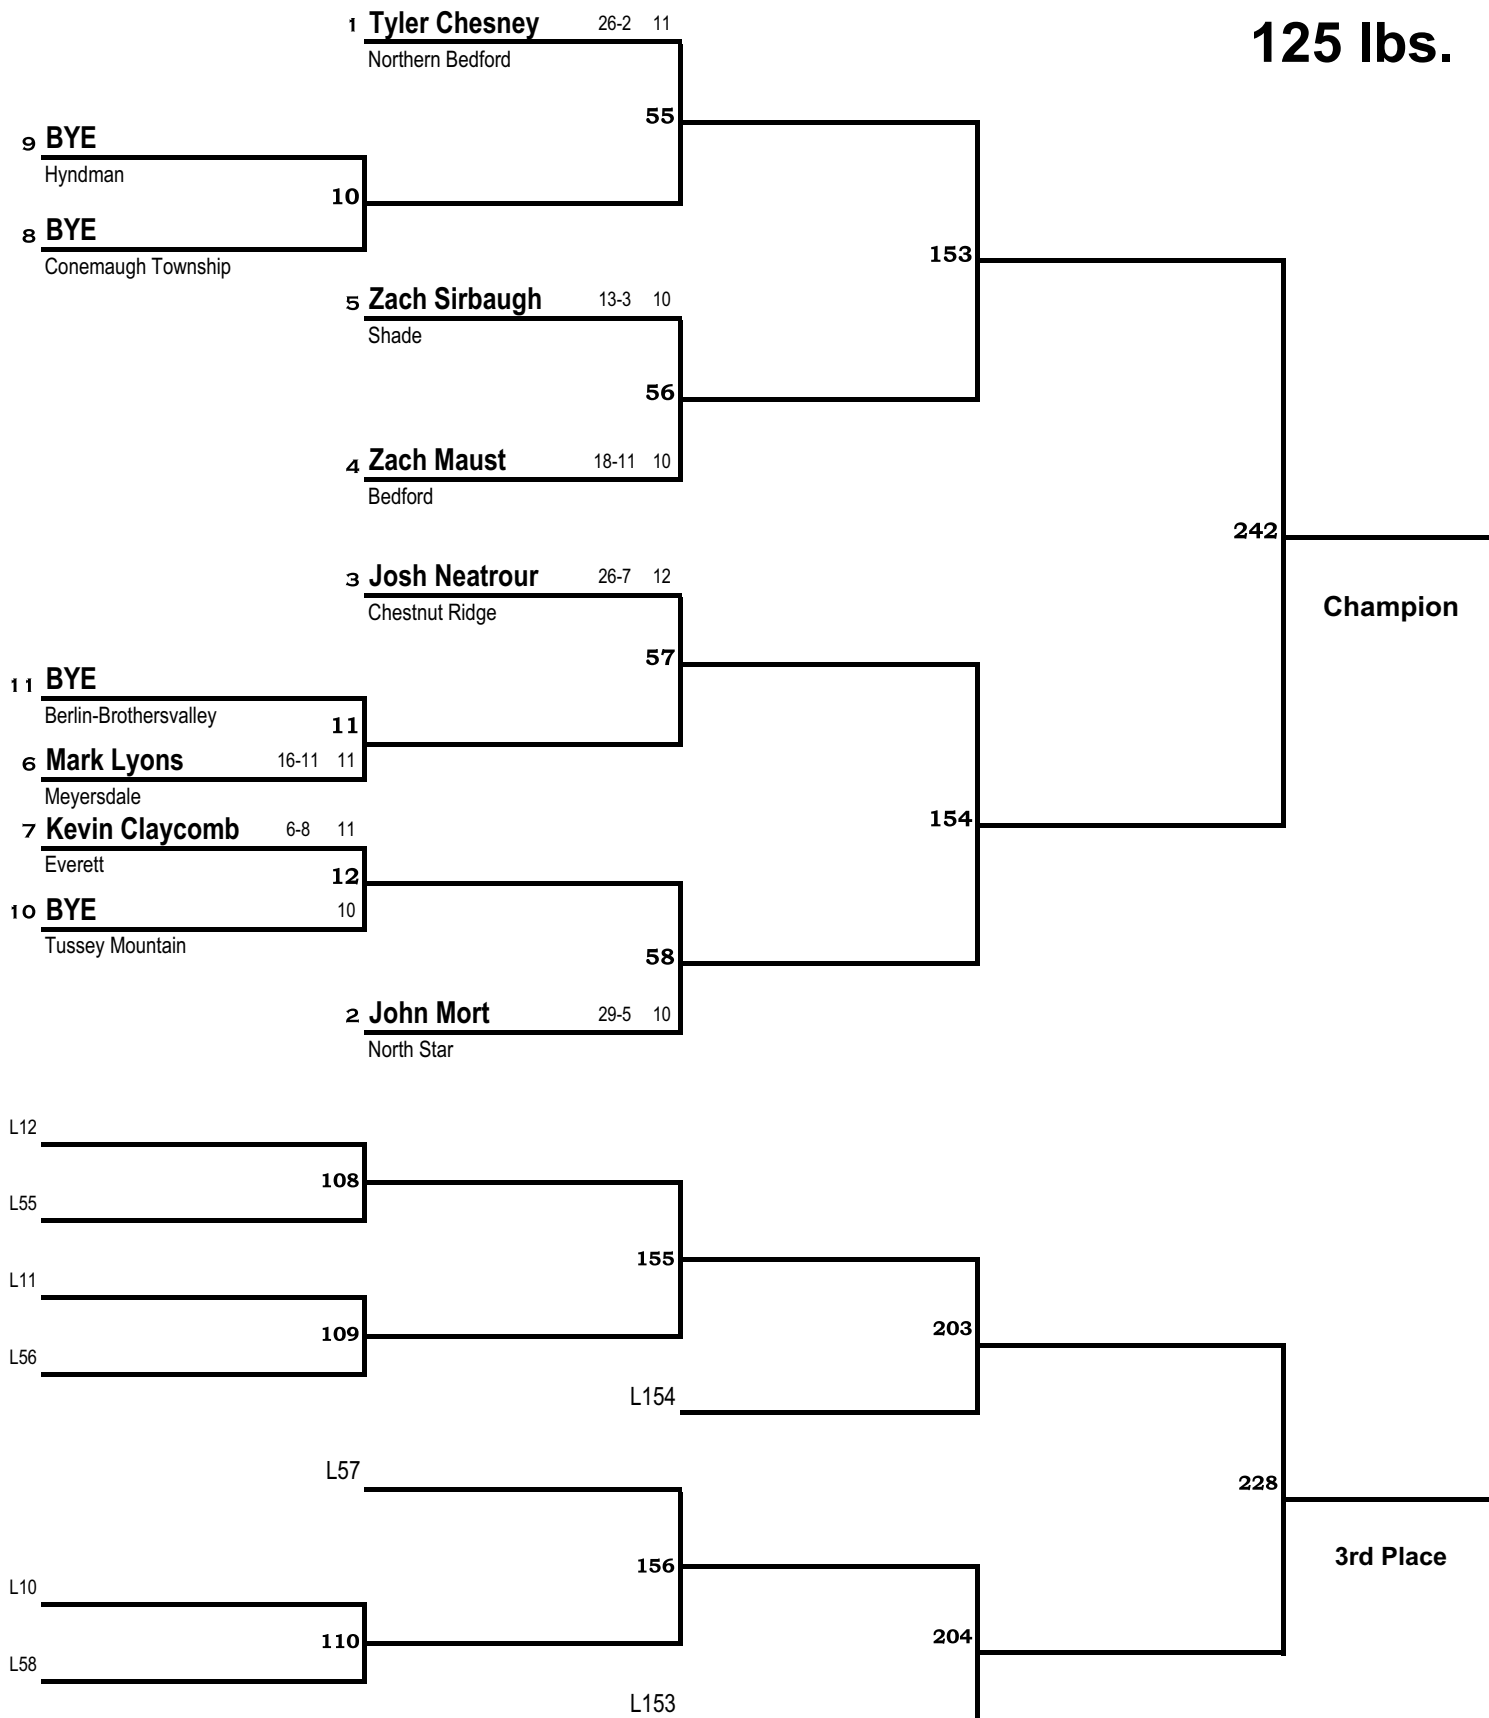 125 lbs.
1 Tyler Chesney 26-2 11
Northern Bedford
55
9 BYE
Hyndman
10
8 BYE
Conemaugh Township
153
5 Zach Sirbaugh 13-3 10
Shade
56
4 Zach Maust 18-11 10
Bedford
242
Champion
3 Josh Neatrour 26-7 12
Chestnut Ridge
57
11 BYE
Berlin-Brothersvalley
11
6 Mark Lyons 16-11 11
Meyersdale
154
7 Kevin Claycomb 6-8 11
Everett
12
10 BYE 10
Tussey Mountain
58
2 John Mort 29-5 10
North Star
L12
108
L55
155
L11
109
L56
203
L154
L57
228
3rd Place
156
L10
110
L58
204
L153